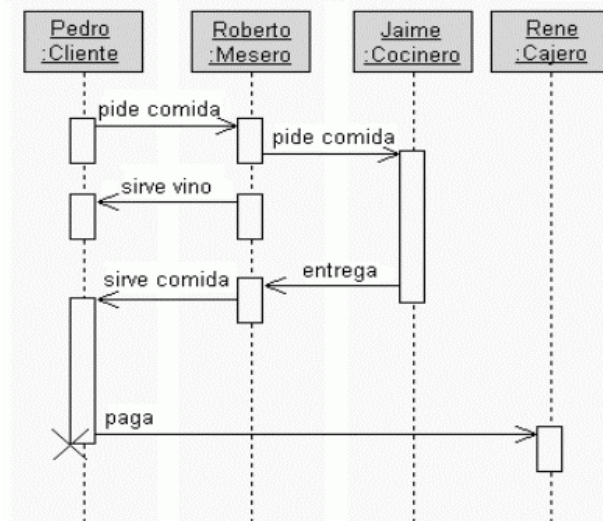 Pedro
:Cliente
Roberto
:Mesero
Jaime
:Cocinero
Rene
:Cajero
pide comida
pide comida
sirve vino
entrega
sirve comida
paga